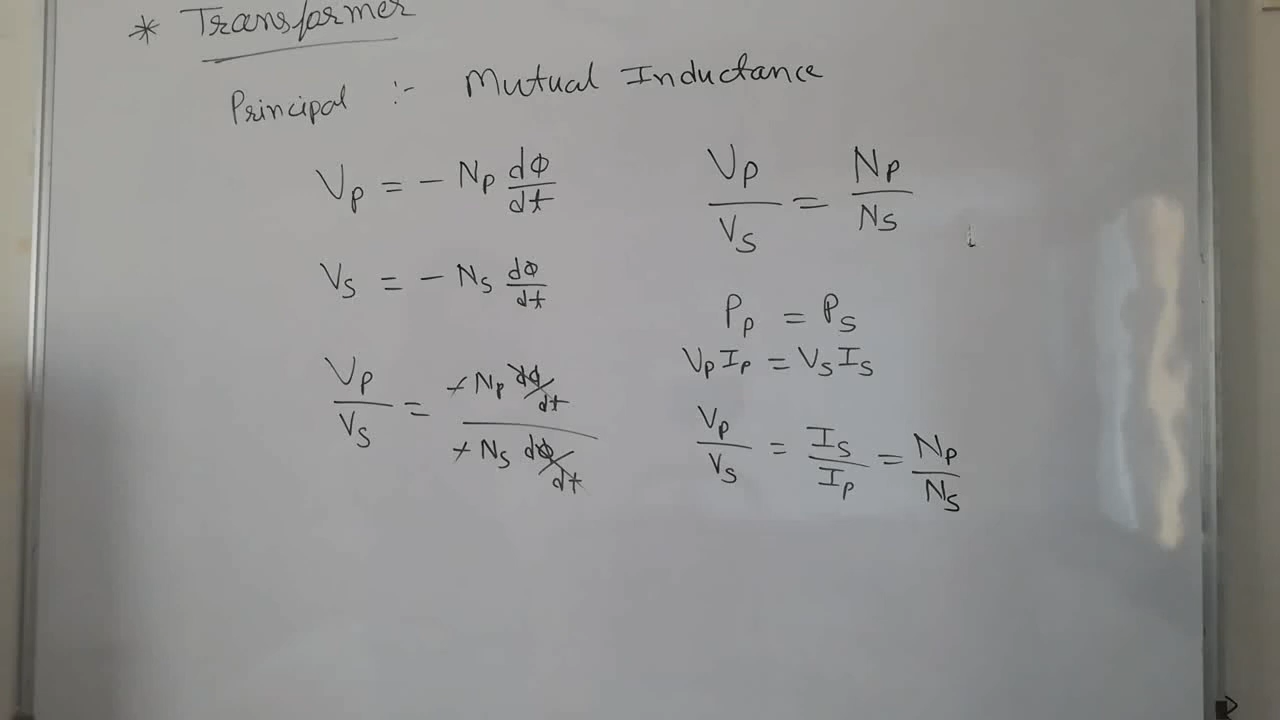 * Transformer
Principal :- Mutual Inductance
Vp = - Np dΦ/dt
Vs = - Ns dΦ/dt
Vp/Vs = - Np dΦ/dt / - Ns dΦ/dt
Vp/Vs = Np/Ns
Pp = Ps
VpIp = VsIs
Vp/Vs = Is/Ip = Np/Ns